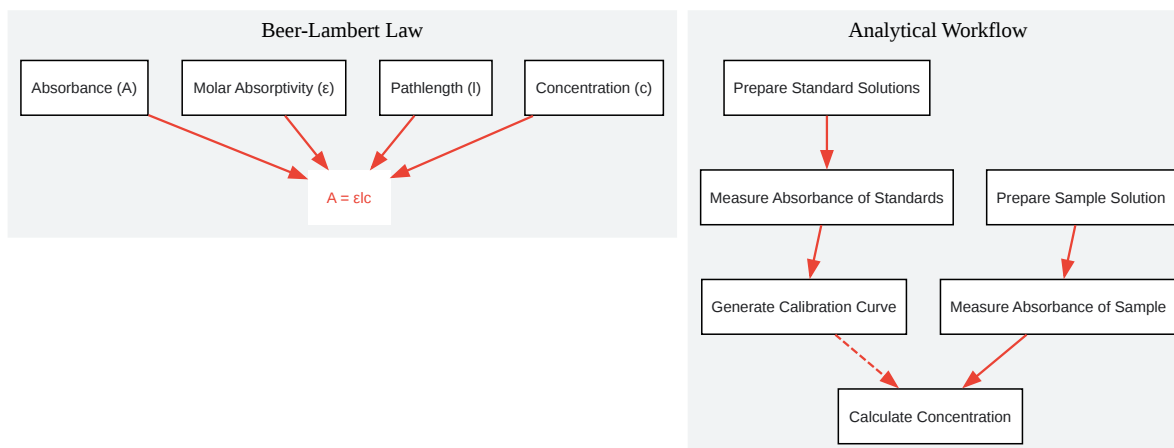 Beer-Lambert Law
Absorbance (A)
Molar Absorptivity (ε)
Pathlength (l)
Concentration (c)
A = εlc
Analytical Workflow
Prepare Standard Solutions
Measure Absorbance of Standards
Prepare Sample Solution
Generate Calibration Curve
Measure Absorbance of Sample
Calculate Concentration